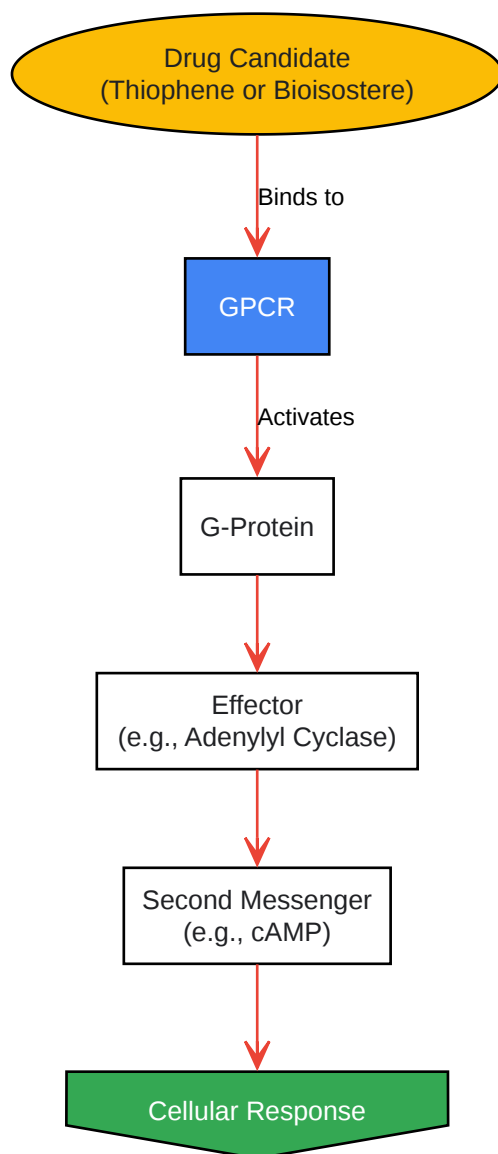 Drug Candidate
(Thiophene or Bioisostere)
Binds to
GPCR
Activates
G-Protein
Effector
(e.g., Adenylyl Cyclase)
Second Messenger
(e.g., cAMP)
Cellular Response